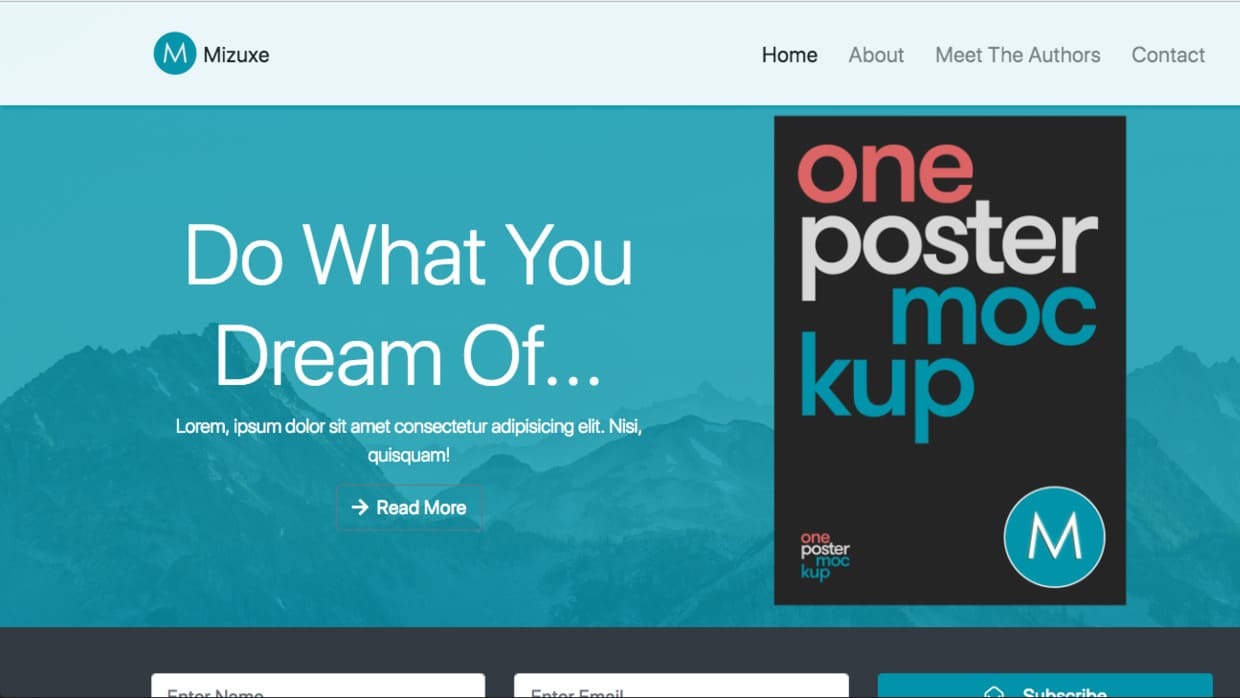 M Mizuxe
Home About Meet The Authors Contact
Do What You
Dream Of...
Lorem, ipsum dolor sit amet consectetur adipisicing elit. Nisi,
quisquam!
Read More
one
poster
moc
kup
one
poster
moc
kup
M
Enter Name
Enter Email
Subscribe